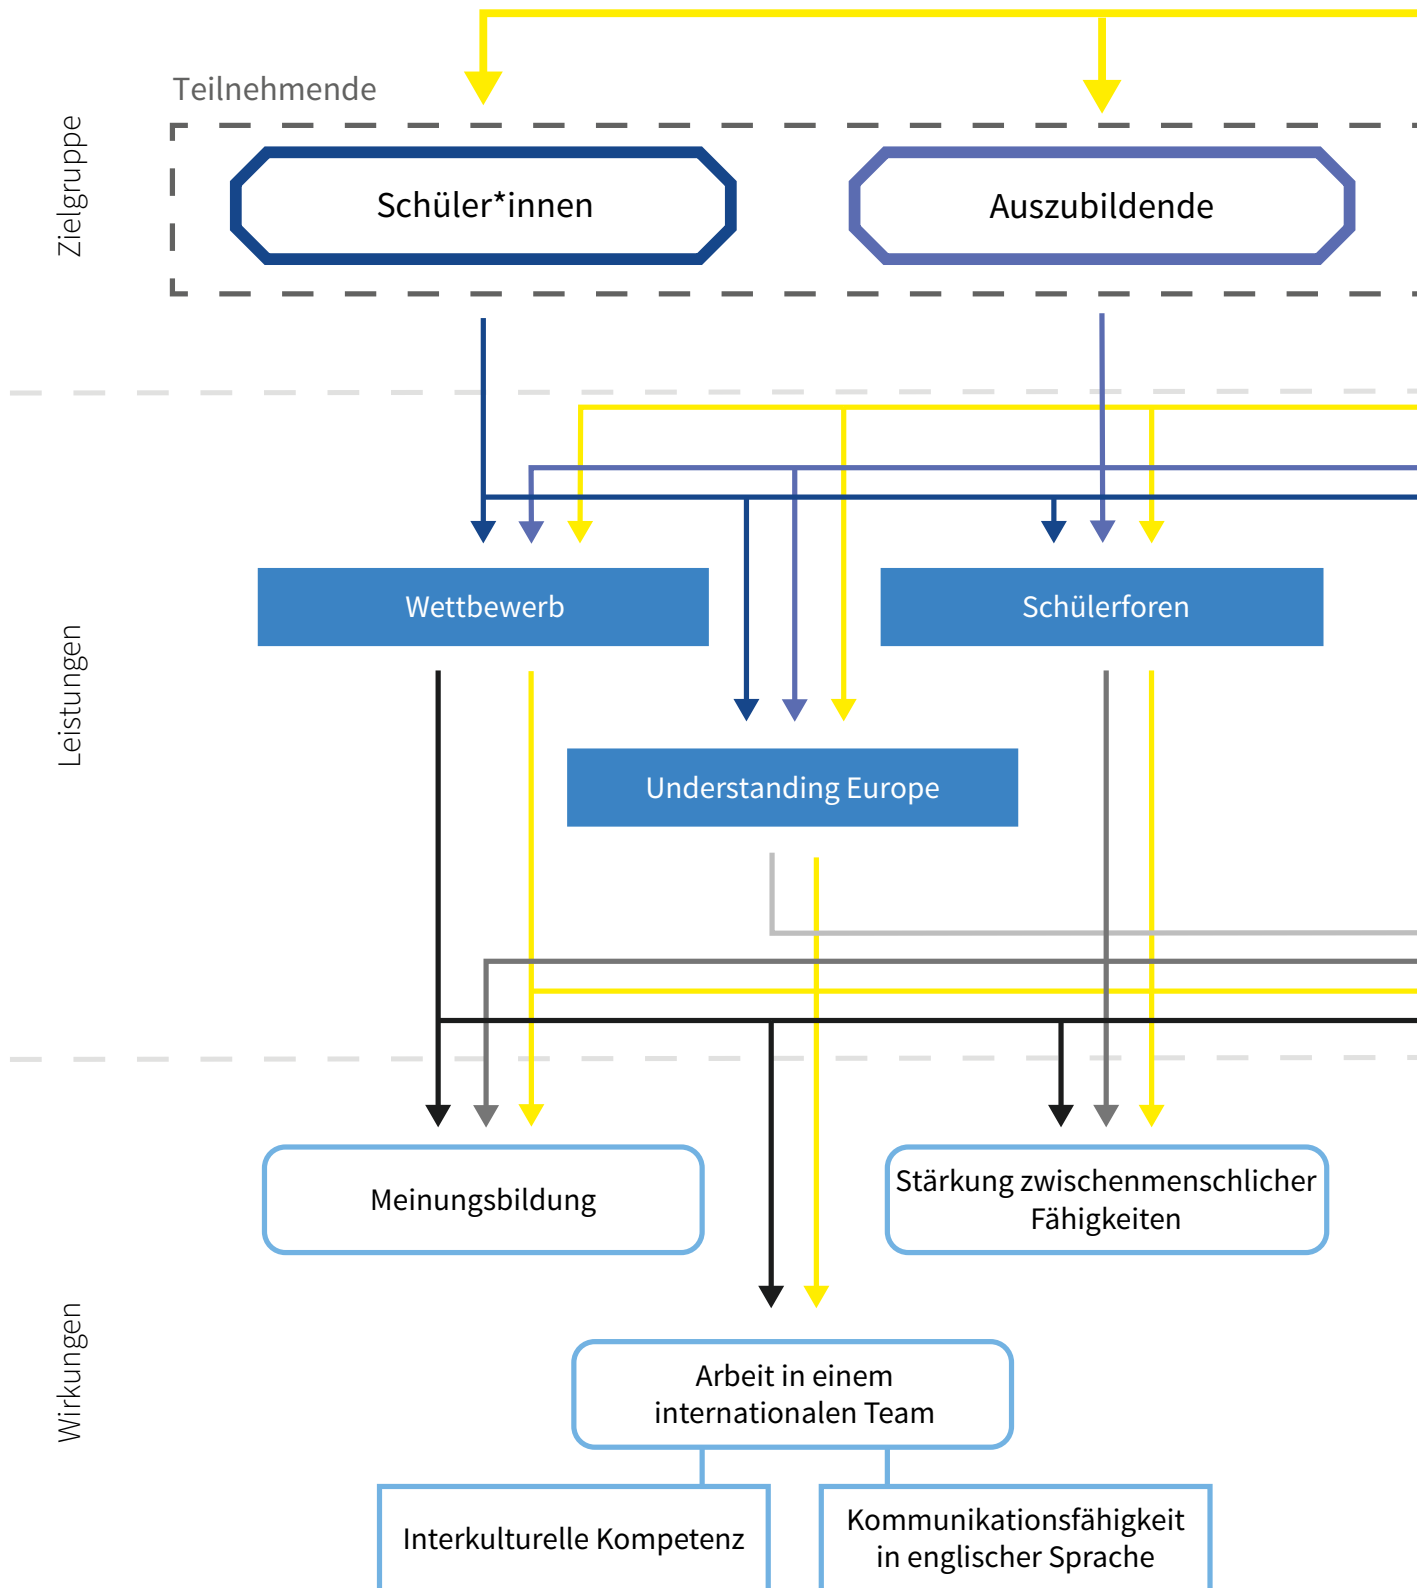 Teilnehmende
Zielgruppe
Schüler*innen
Auszubildende
Leistungen
Wettbewerb
Schülerforen
Understanding Europe
Wirkungen
Meinungsbildung
Stärkung zwischenmenschlicher
Fähigkeiten
Arbeit in einem
internationalen Team
Interkulturelle Kompetenz
Kommunikationsfähigkeit
in englischer Sprache